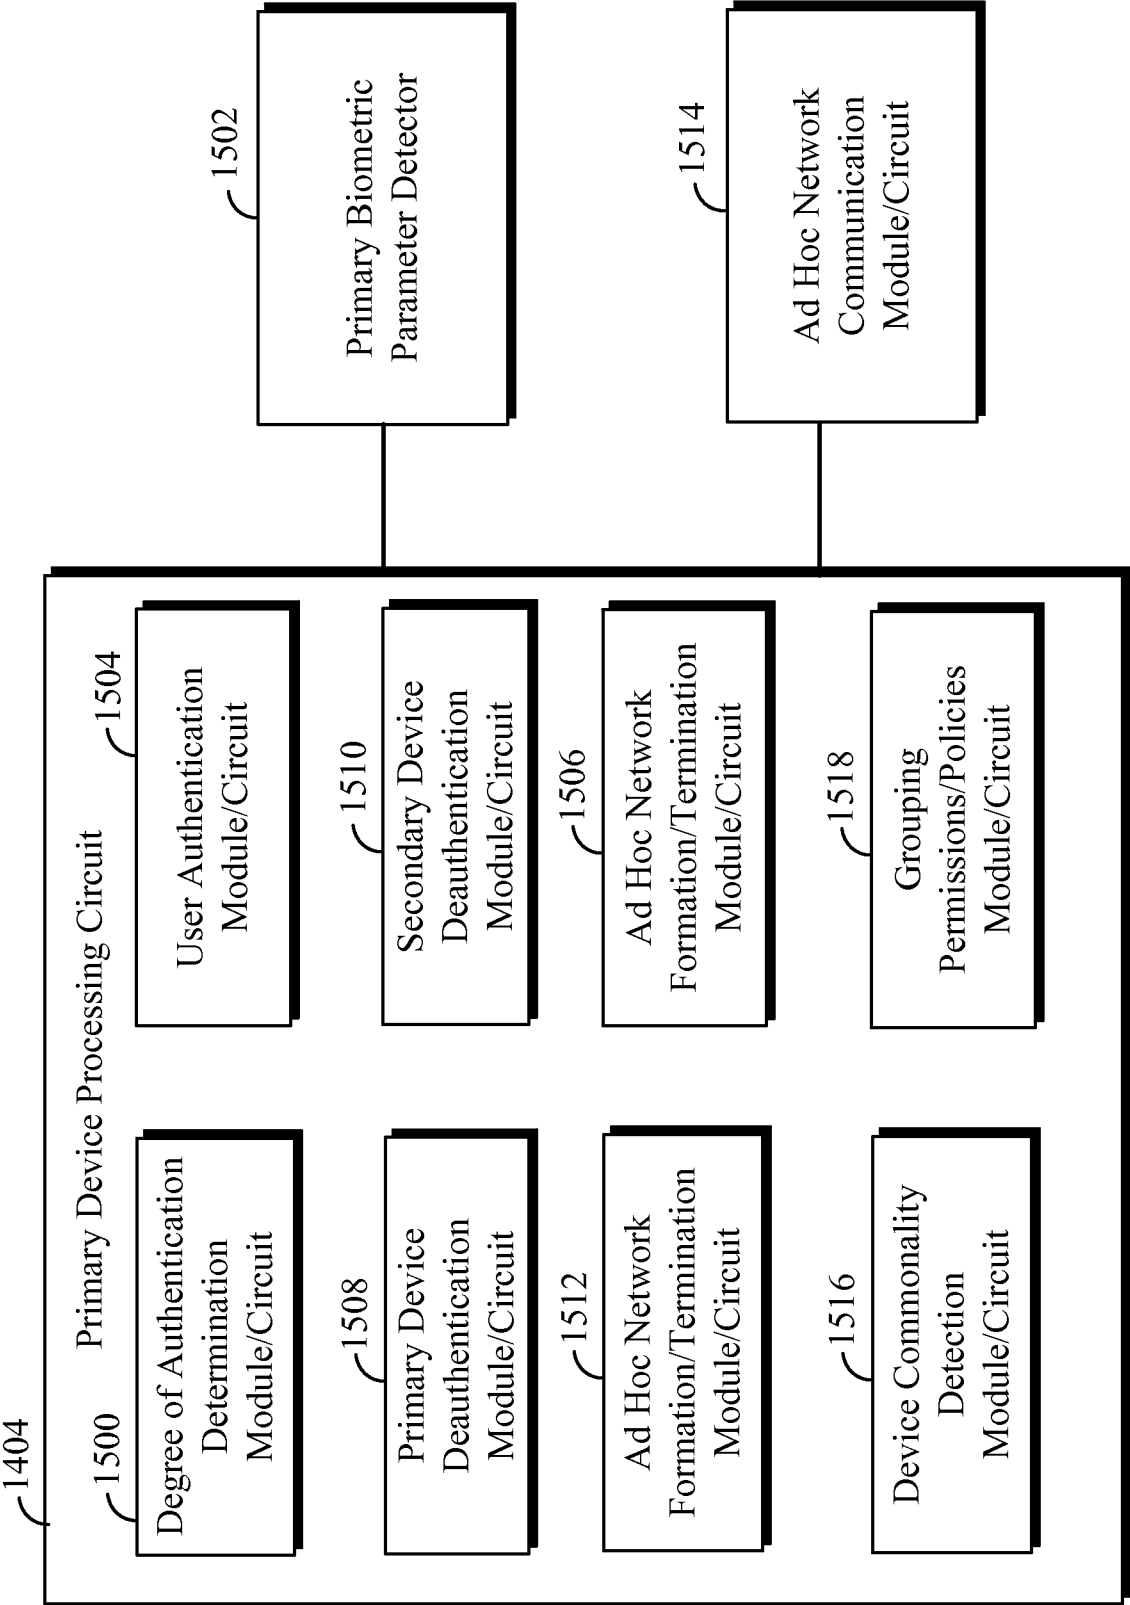 1404
Primary Device Processing Circuit
1500
Degree of Authentication
Determination
Module/Circuit
1504
User Authentication
Module/Circuit
1508
Primary Device
Deauthentication
Module/Circuit
1510
Secondary Device
Deauthentication
Module/Circuit
1512
Ad Hoc Network
Formation/Termination
Module/Circuit
1506
Ad Hoc Network
Formation/Termination
Module/Circuit
1516
Device Commonality
Detection
Module/Circuit
1518
Grouping
Permissions/Policies
Module/Circuit
1502
Primary Biometric
Parameter Detector
1514
Ad Hoc Network
Communication
Module/Circuit